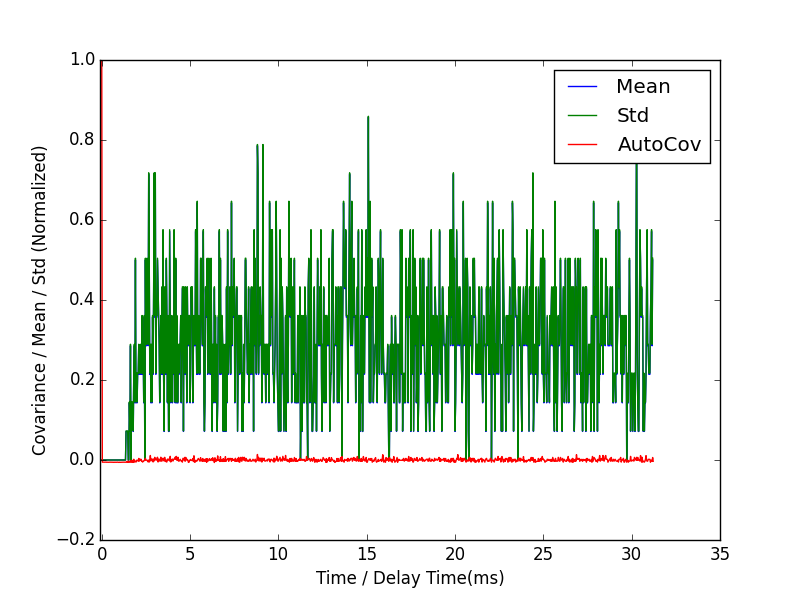 1.0
0.8
0.6
0.4
0.2
0.0
−0.2
Covariance / Mean / Std (Normalized)
Mean
Std
AutoCov
0 5 10 15 20 25 30 35
Time / Delay Time(ms)